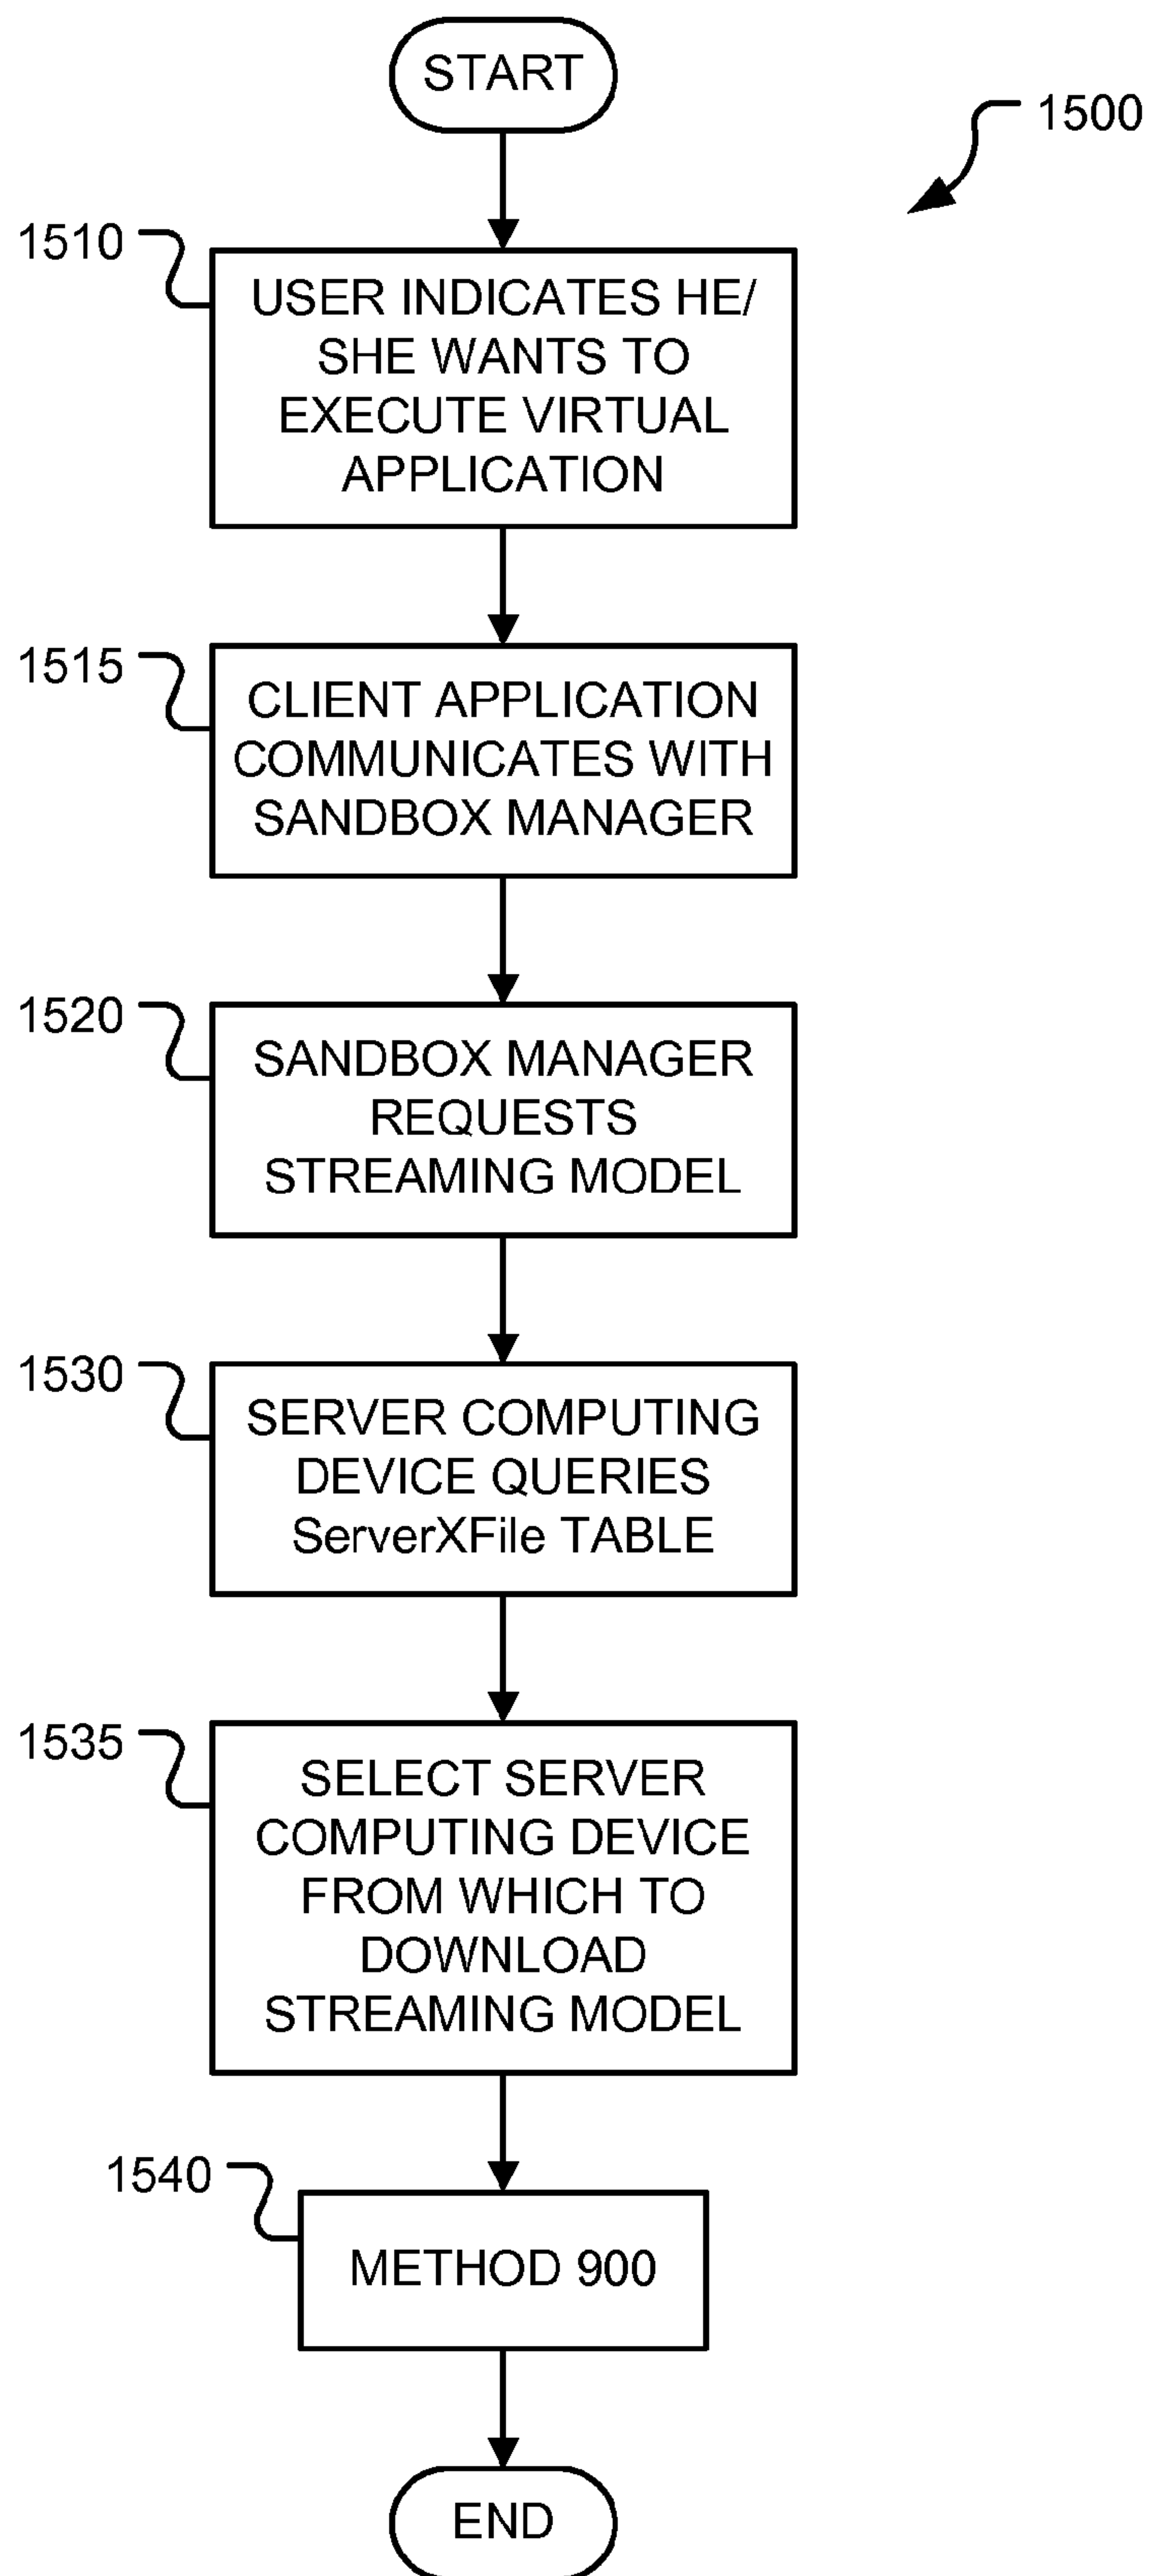 START
1500
1510
USER INDICATES HE/
SHE WANTS TO
EXECUTE VIRTUAL
APPLICATION
1515
CLIENT APPLICATION
COMMUNICATES WITH
SANDBOX MANAGER
1520
SANDBOX MANAGER
REQUESTS
STREAMING MODEL
1530
SERVER COMPUTING
DEVICE QUERIES
ServerXFile TABLE
1535
SELECT SERVER
COMPUTING DEVICE
FROM WHICH TO
DOWNLOAD
STREAMING MODEL
1540
METHOD 900
END